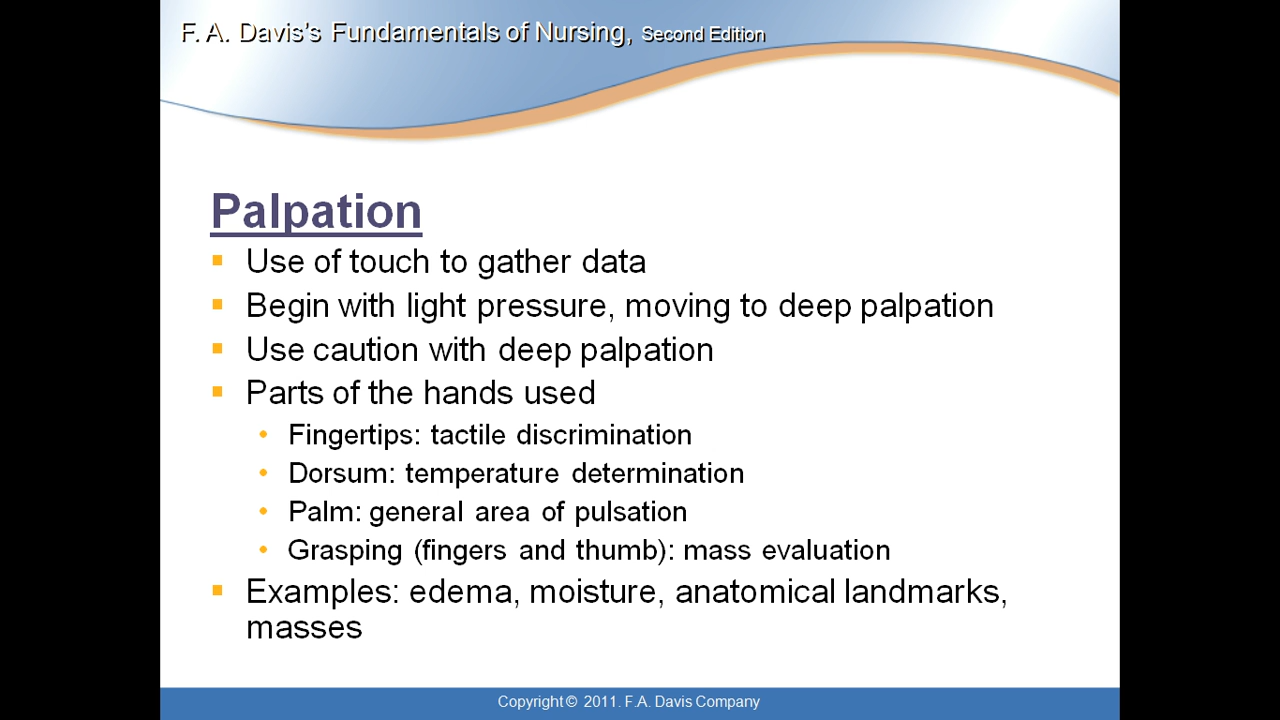 F. A. Davis's Fundamentals of Nursing, Second Edition
Palpation
Use of touch to gather data
Begin with light pressure, moving to deep palpation
Use caution with deep palpation
Parts of the hands used
Fingertips: tactile discrimination
Dorsum: temperature determination
Palm: general area of pulsation
Grasping (fingers and thumb): mass evaluation
Examples: edema, moisture, anatomical landmarks,
masses
Copyright © 2011. F.A. Davis Company